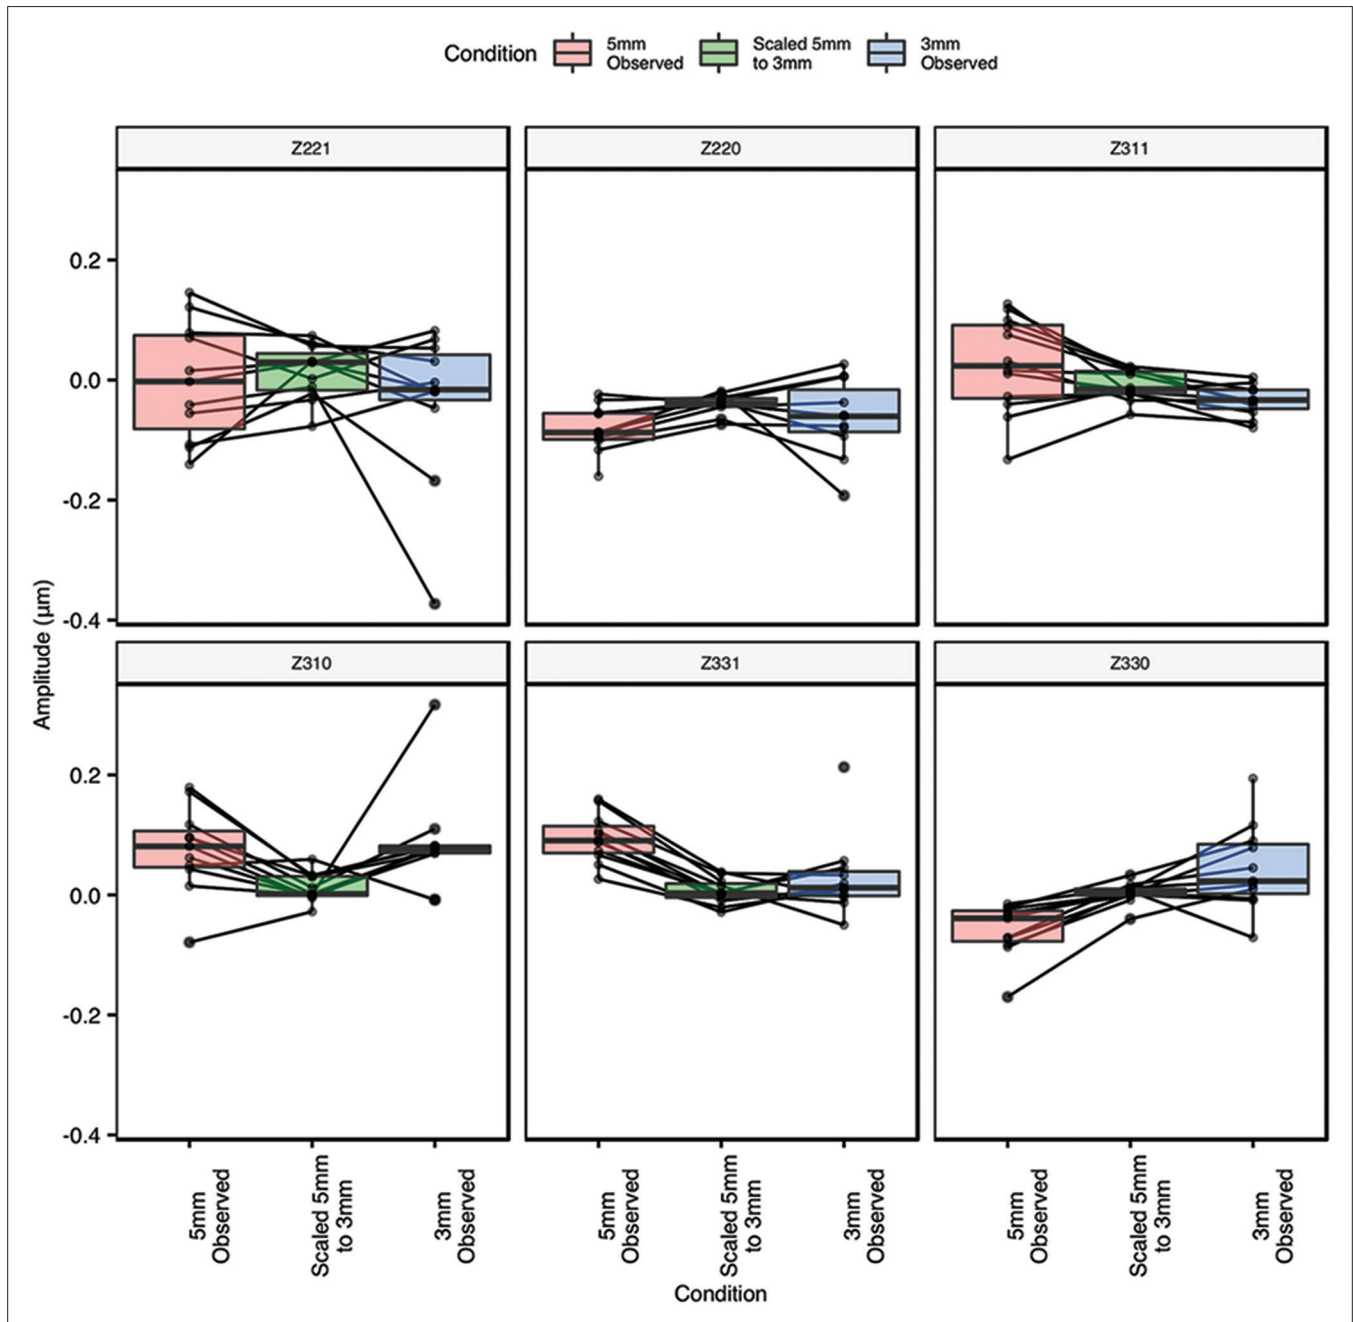 Condition
5mm
Observed
Scaled 5mm
to 3mm
3mm
Observed
Z221
Z220
Z311
0.2
0.0
-0.2
-0.4
Amplitude (µm)
Z310
Z331
Z330
0.2
0.0
-0.2
-0.4
5mm
Observed
Scaled 5mm
to 3mm
3mm
Observed
5mm
Observed
Scaled 5mm
to 3mm
3mm
Observed
5mm
Observed
Scaled 5mm
to 3mm
3mm
Observed
Condition